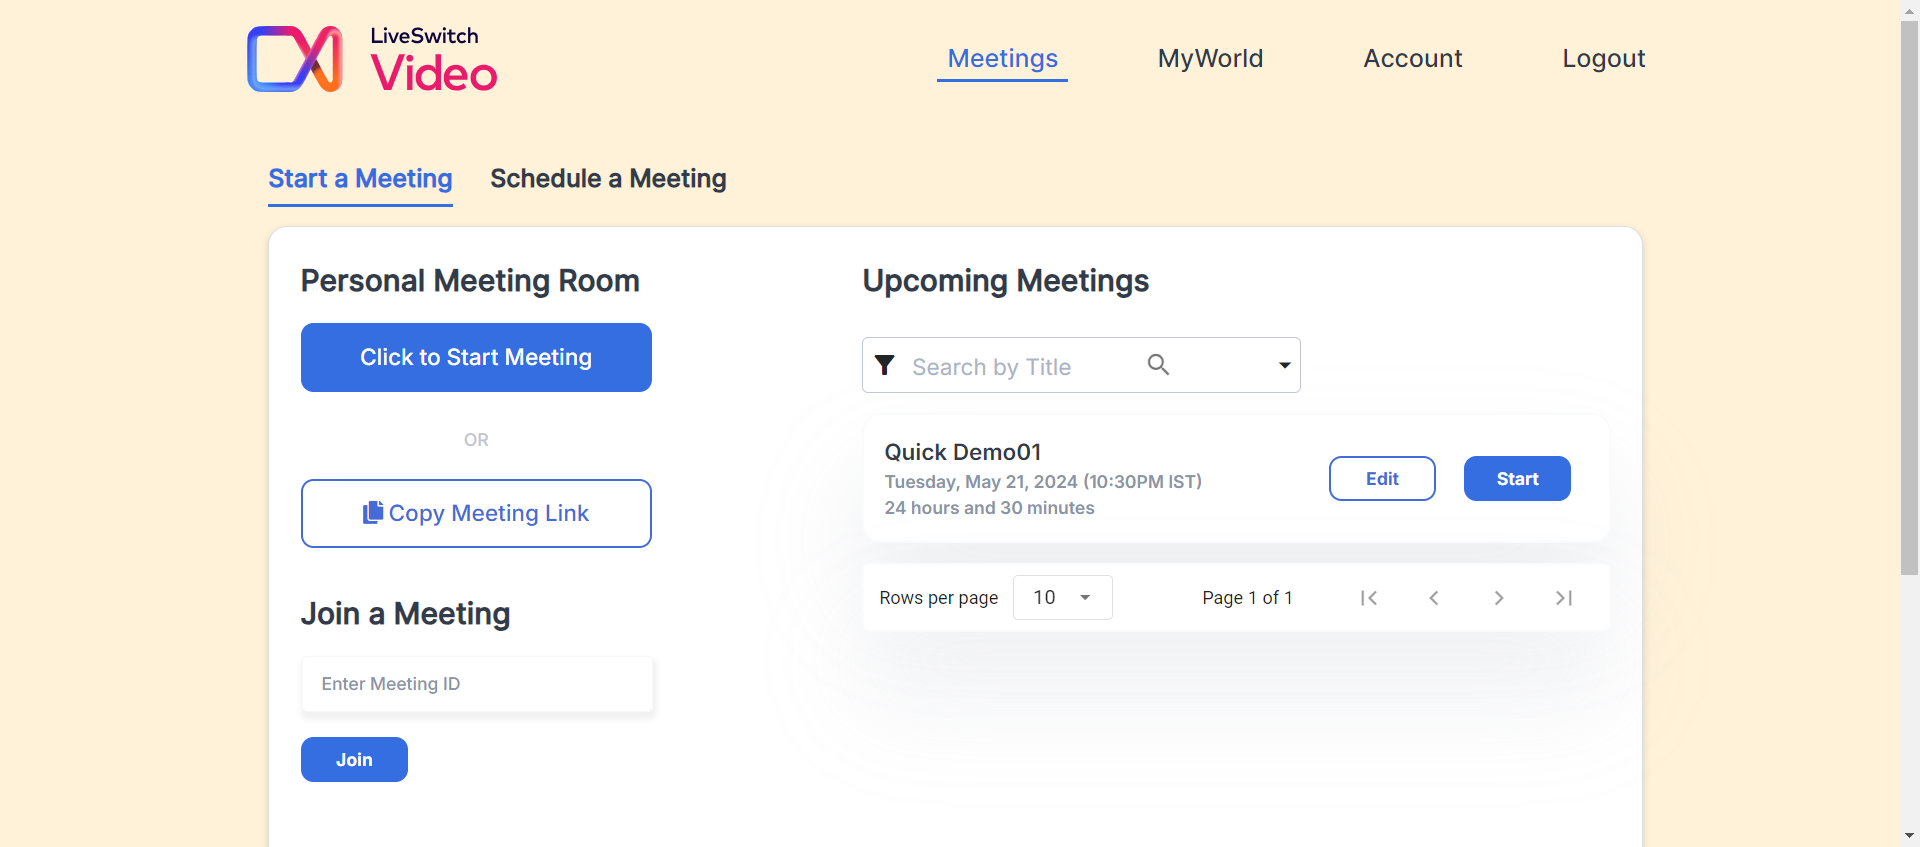 LiveSwitch
Video
Meetings
MyWorld
Account
Logout
Start a Meeting
Schedule a Meeting
Personal Meeting Room
Click to Start Meeting
OR
Copy Meeting Link
Join a Meeting
Enter Meeting ID
Join
Upcoming Meetings
Search by Title
Quick Demo01
Tuesday, May 21, 2024 (10:30PM IST)
24 hours and 30 minutes
Edit
Start
Rows per page
10
Page 1 of 1